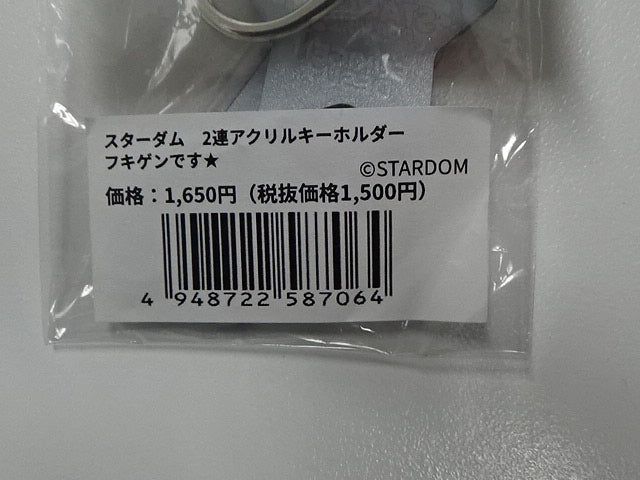 スターダム　2連アクリルキーホルダー
フキゲンです★
©STARDOM
価格：1,650円（税抜価格1,500円）
4 948722 587064